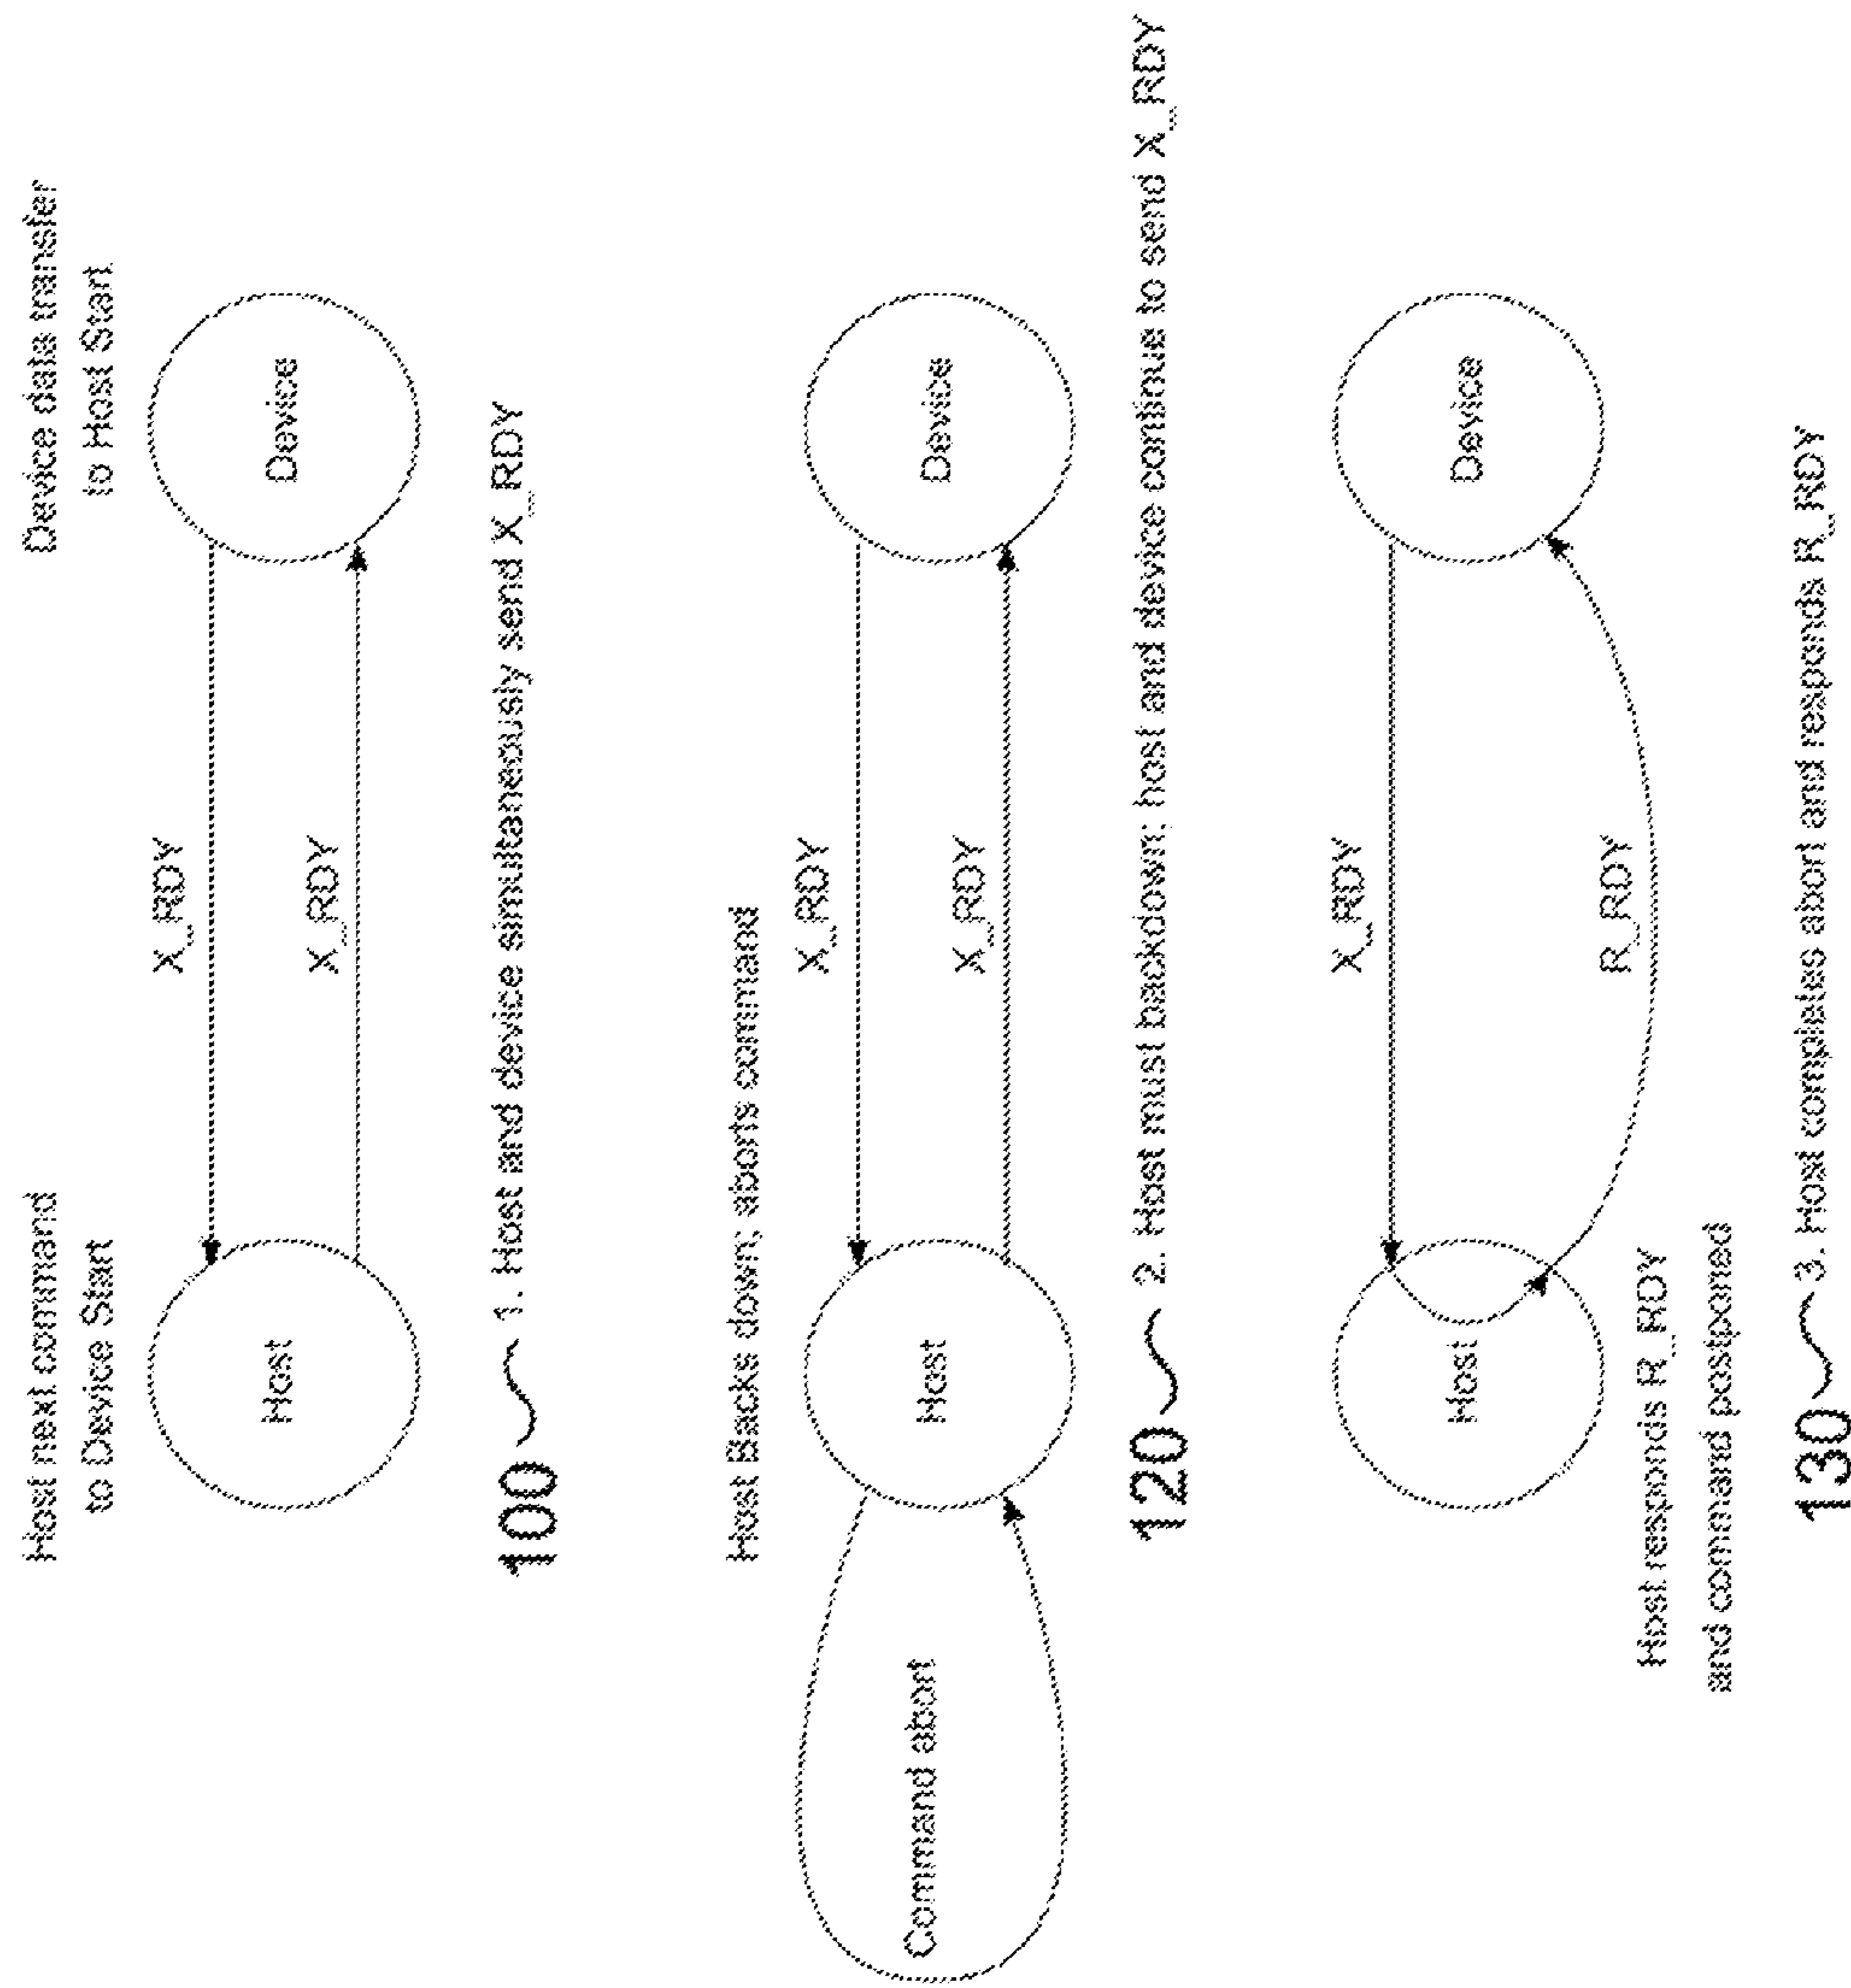 Host next command
to Device Start
Device data transfer
to Host Start
X_RDY
X_RDY
Host
Device
100 1. Host and device simultaneously send X_RDY
Host Backs down; aborts command
X_RDY
X_RDY
Command abort
Host
Device
120 2. Host must backdown; host and device continue to send X_RDY
X_RDY
Host
Device
R_RDY
Host responds R_RDY
and command postponed
130 3. Host completes abort and responds R_RDY